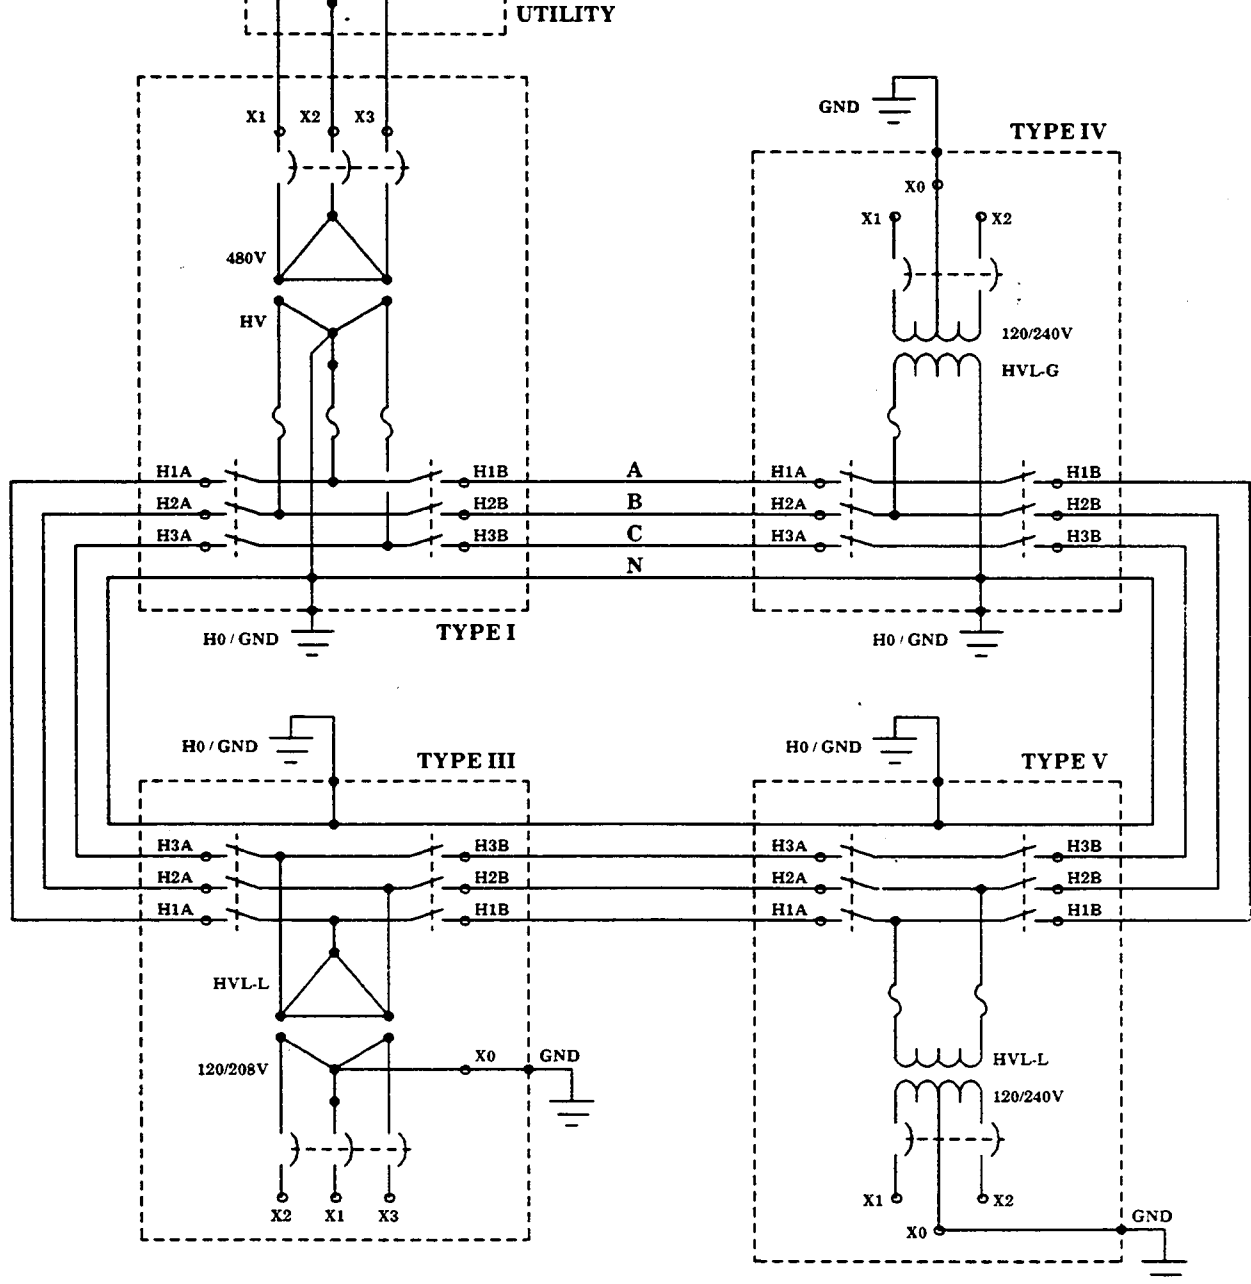 UTILITY
X1 X2 X3
480V
HV
H1A H1B
H2A H2B
H3A H3B
H0 / GND
TYPE I
A
B
C
N
GND
TYPE IV
X0
X1 X2
120/240V
HVL-G
H1A H1B
H2A H2B
H3A H3B
H0 / GND
H0 / GND
TYPE III
H3A H3B
H2A H2B
H1A H1B
HVL-L
120/208V
X0 GND
X2 X1 X3
H0 / GND
TYPE V
H3A H3B
H2A H2B
H1A H1B
HVL-L
120/240V
X1 X2
X0
GND